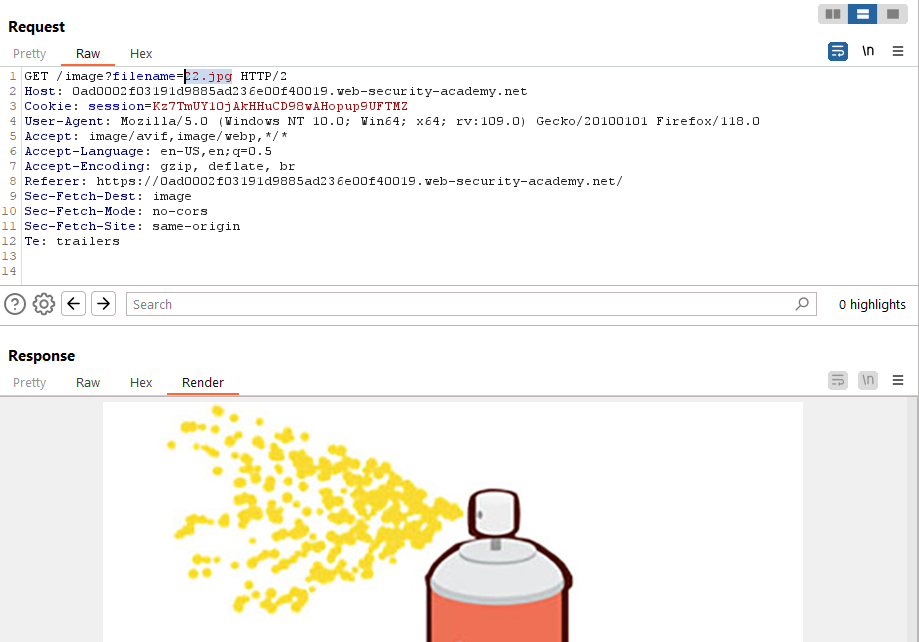 Request
Pretty Raw Hex
\n
1 GET /image?filename=22.jpg HTTP/2
2 Host: 0ad0002f03191d9885ad236e00f40019.web-security-academy.net
3 Cookie: session=Kz7TmUY10jAkHHuCD98wAHopup9UFTMZ
4 User-Agent: Mozilla/5.0 (Windows NT 10.0; Win64; x64; rv:109.0) Gecko/20100101 Firefox/118.0
5 Accept: image/avif,image/webp,*/*
6 Accept-Language: en-US,en;q=0.5
7 Accept-Encoding: gzip, deflate, br
8 Referer: https://0ad0002f03191d9885ad236e00f40019.web-security-academy.net/
9 Sec-Fetch-Dest: image
10 Sec-Fetch-Mode: no-cors
11 Sec-Fetch-Site: same-origin
12 Te: trailers
13
14
Search 0 highlights
Response
Pretty Raw Hex Render
\n